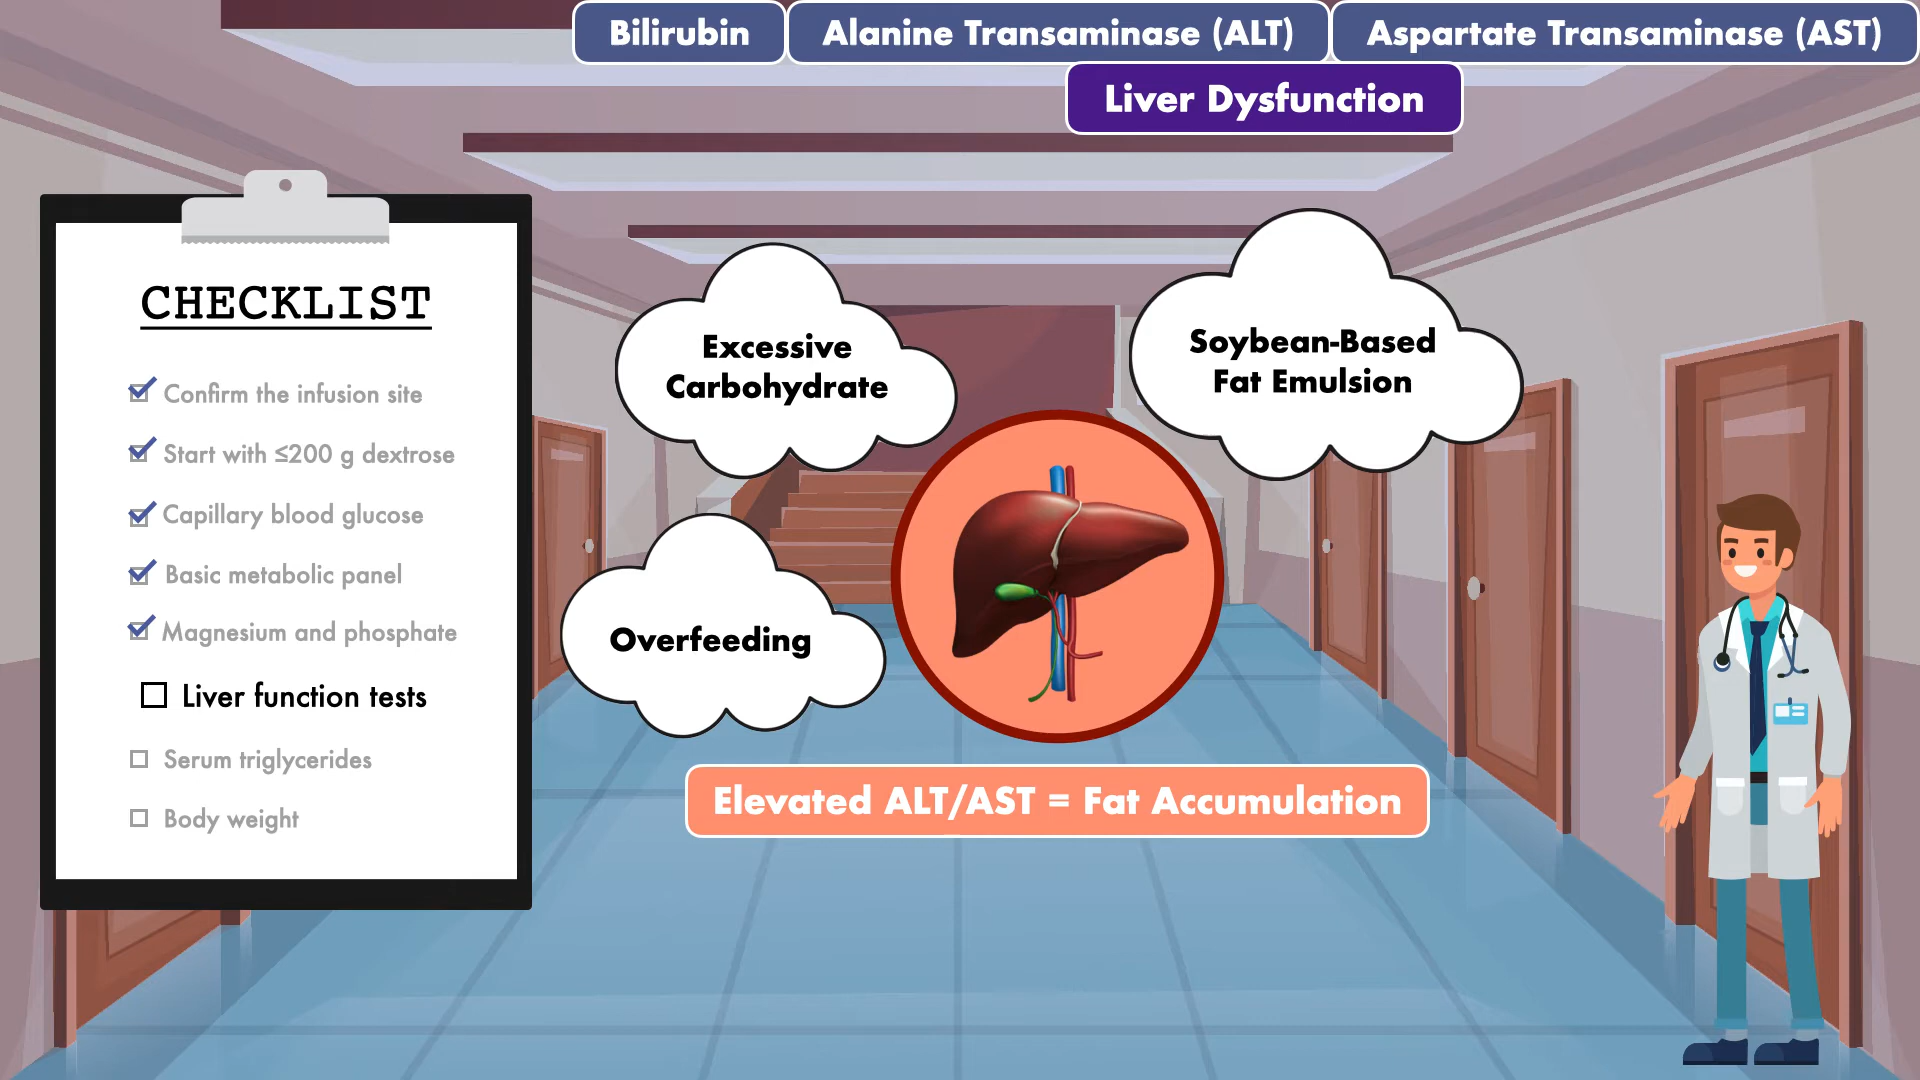 Bilirubin
Alanine Transaminase (ALT)
Aspartate Transaminase (AST)
Liver Dysfunction
CHECKLIST
Confirm the infusion site
Start with ≤200 g dextrose
Capillary blood glucose
Basic metabolic panel
Magnesium and phosphate
Liver function tests
Serum triglycerides
Body weight
Excessive
Carbohydrate
Soybean-Based
Fat Emulsion
Overfeeding
Elevated ALT/AST = Fat Accumulation